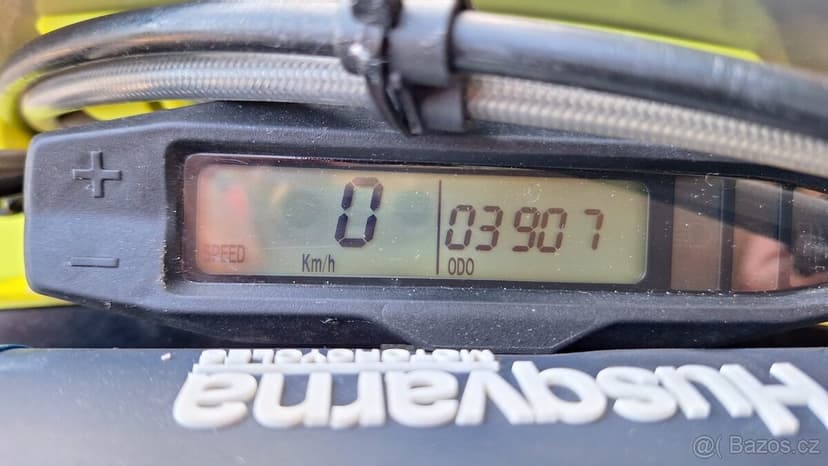 +
0 03907
SPEED Km/h ODO
−
MOTORCYCLES
Husqvarna
@( Bazos.cz